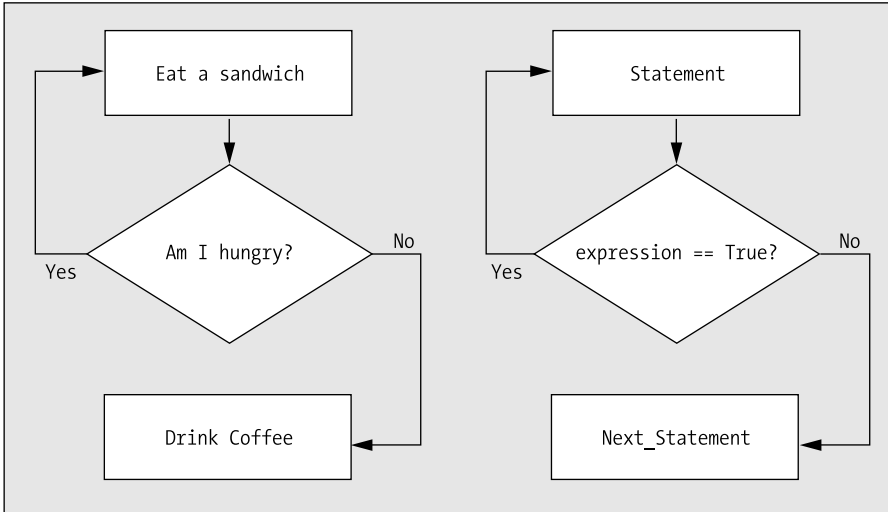 Eat a sandwich
Am I hungry?
Yes
No
Drink Coffee
Statement
expression == True?
Yes
No
Next_Statement